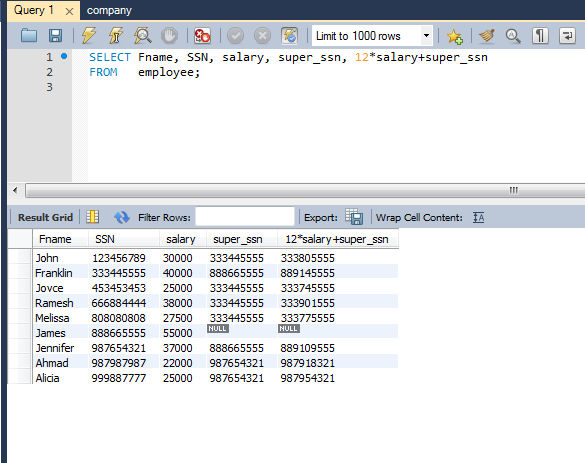 Query 1 × company
Limit to 1000 rows
1 SELECT Fname, SSN, salary, super_ssn, 12*salary+super_ssn
2 FROM employee;
3
Result Grid Filter Rows: Export: Wrap Cell Content:
Fname SSN salary super_ssn 12*salary+super_ssn
John 123456789 30000 333445555 333805555
Franklin 333445555 40000 888665555 889145555
Joyce 453453453 25000 333445555 333745555
Ramesh 666884444 38000 333445555 333901555
Melissa 808080808 27500 333445555 333775555
James 888665555 55000 NULL NULL
Jennifer 987654321 37000 888665555 889109555
Ahmad 987987987 22000 987654321 987918321
Alicia 999887777 25000 987654321 987954321